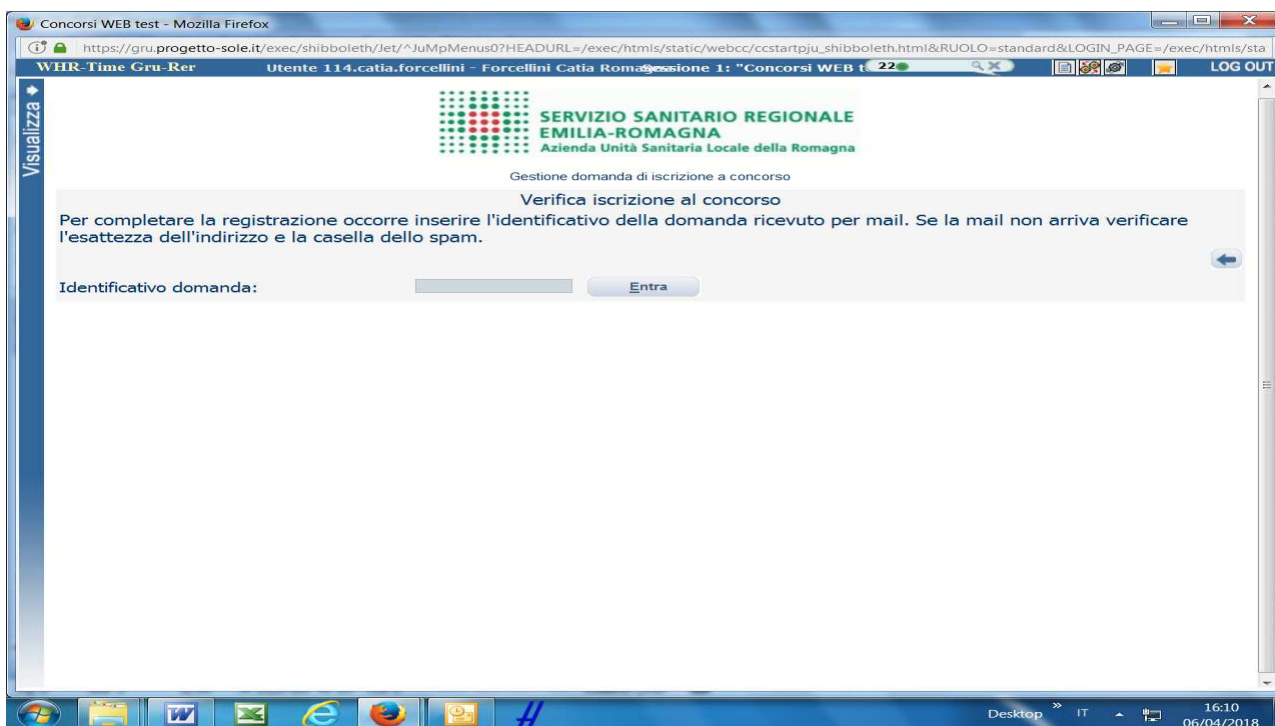 Concorsi WEB test - Mozilla Firefox
https://gru.progetto-sole.it/exec/shibboleth/Jet/^JuMpMenus0?HEADURL=/exec/htmls/static/webcc/ccstartpju_shibboleth.html&RUOLO=standard&LOGIN_PAGE=/exec/htmls/sta
WHR-Time Gru-Rer Utente 114.catia.forcellini - Forcellini Catia Romagna Sessione 1: "Concorsi WEB t 22 LOG OUT
Visualizza
SERVIZIO SANITARIO REGIONALE
EMILIA-ROMAGNA
Azienda Unità Sanitaria Locale della Romagna
Gestione domanda di iscrizione a concorso
Verifica iscrizione al concorso
Per completare la registrazione occorre inserire l'identificativo della domanda ricevuto per mail. Se la mail non arriva verificare
l'esattezza dell'indirizzo e la casella dello spam.
Identificativo domanda: Entra
Desktop » IT 16:10
06/04/2018